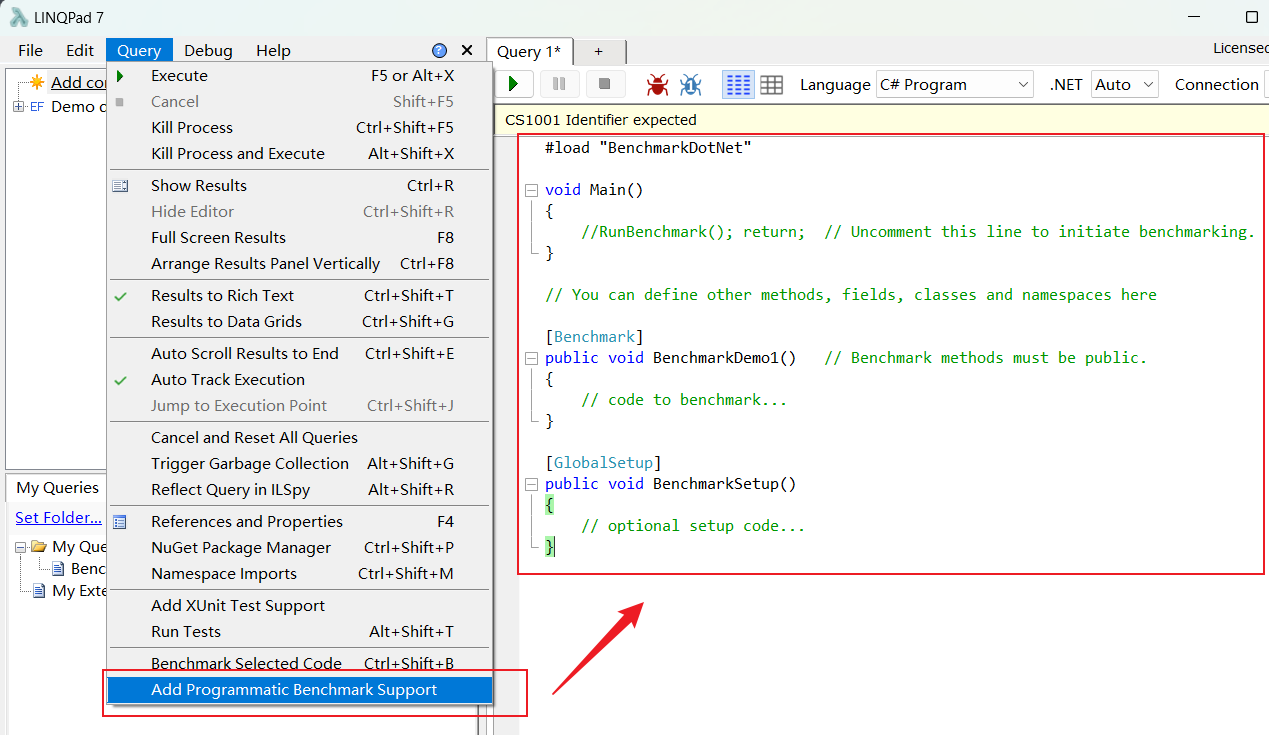 LINQPad 7
File Edit Query Debug Help
Add con
EF Demo d
Execute F5 or Alt+X
Cancel Shift+F5
Kill Process Ctrl+Shift+F5
Kill Process and Execute Alt+Shift+X
Show Results Ctrl+R
Hide Editor Ctrl+Shift+R
Full Screen Results F8
Arrange Results Panel Vertically Ctrl+F8
Results to Rich Text Ctrl+Shift+T
Results to Data Grids Ctrl+Shift+G
Auto Scroll Results to End Ctrl+Shift+E
Auto Track Execution
Jump to Execution Point Ctrl+Shift+J
Cancel and Reset All Queries
Trigger Garbage Collection Alt+Shift+G
Reflect Query in ILSpy Alt+Shift+R
References and Properties F4
NuGet Package Manager Ctrl+Shift+P
Namespace Imports Ctrl+Shift+M
Add XUnit Test Support
Run Tests Alt+Shift+T
Benchmark Selected Code Ctrl+Shift+B
Add Programmatic Benchmark Support
My Queries
Set Folder...
My Que
Benc
My Exte
Query 1* +
Licensed
Language C# Program .NET Auto Connection
CS1001 Identifier expected
#load "BenchmarkDotNet"
void Main()
{
//RunBenchmark(); return; // Uncomment this line to initiate benchmarking.
}
// You can define other methods, fields, classes and namespaces here
[Benchmark]
public void BenchmarkDemo1() // Benchmark methods must be public.
{
// code to benchmark...
}
[GlobalSetup]
public void BenchmarkSetup()
{
// optional setup code...
}